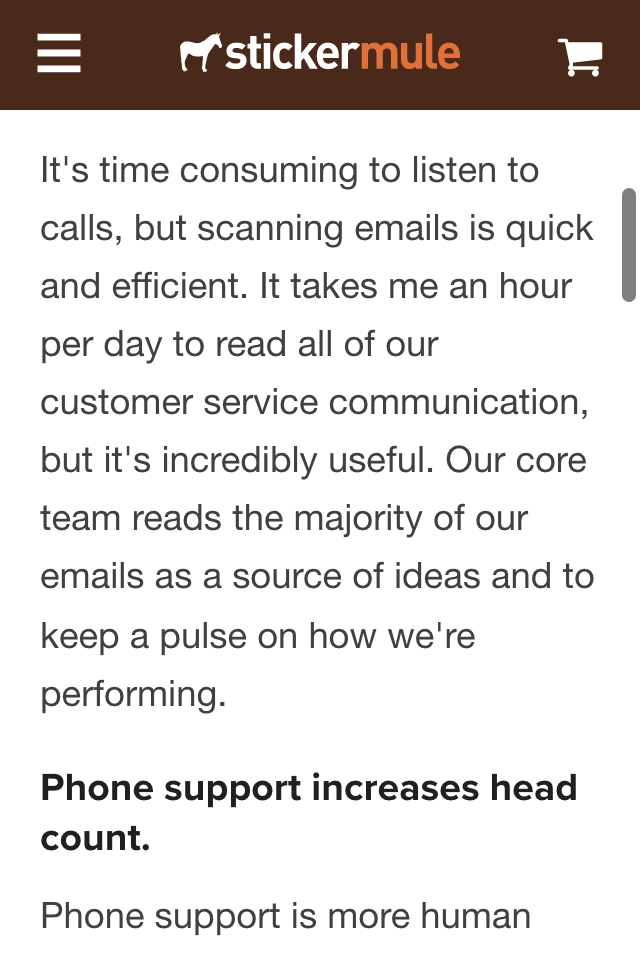 stickermule
It's time consuming to listen to
calls, but scanning emails is quick
and efficient. It takes me an hour
per day to read all of our
customer service communication,
but it's incredibly useful. Our core
team reads the majority of our
emails as a source of ideas and to
keep a pulse on how we're
performing.
Phone support increases head
count.
Phone support is more human